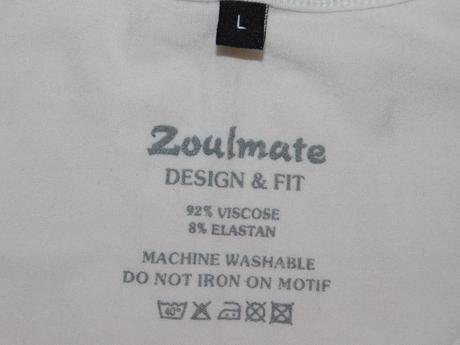 L
Zoulmate
DESIGN & FIT
92% VISCOSE
8% ELASTAN
MACHINE WASHABLE
DO NOT IRON ON MOTIF
40°